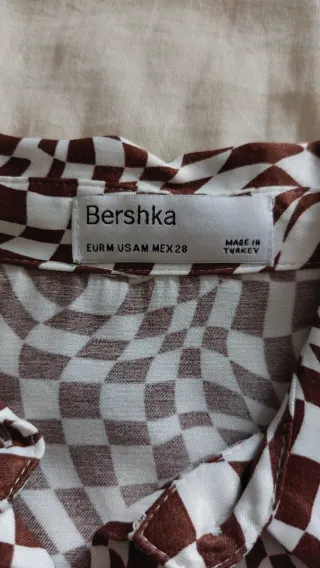 Bershka
EUR M USA M MEX 28
MADE IN
TURKEY